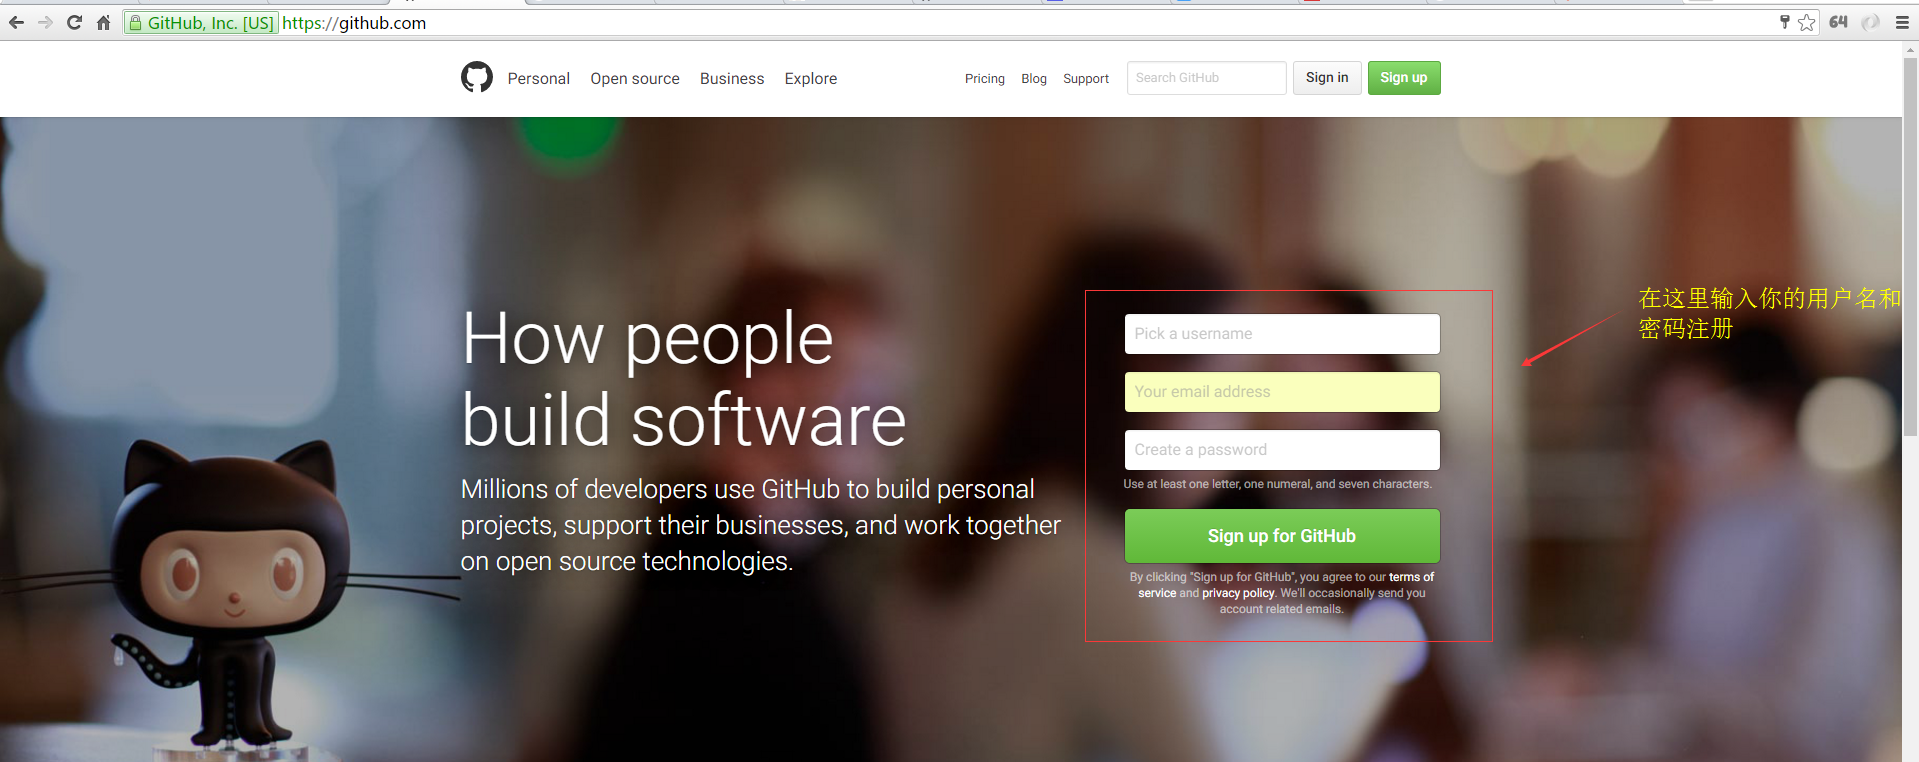 GitHub, Inc. [US] https://github.com
64
Personal Open source Business Explore
Pricing Blog Support Search GitHub Sign in Sign up
How people
build software
Millions of developers use GitHub to build personal
projects, support their businesses, and work together
on open source technologies.
Pick a username
Your email address
Create a password
Use at least one letter, one numeral, and seven characters.
Sign up for GitHub
By clicking "Sign up for GitHub", you agree to our terms of
service and privacy policy. We'll occasionally send you
account related emails.
在这里输入你的用户名和
密码注册